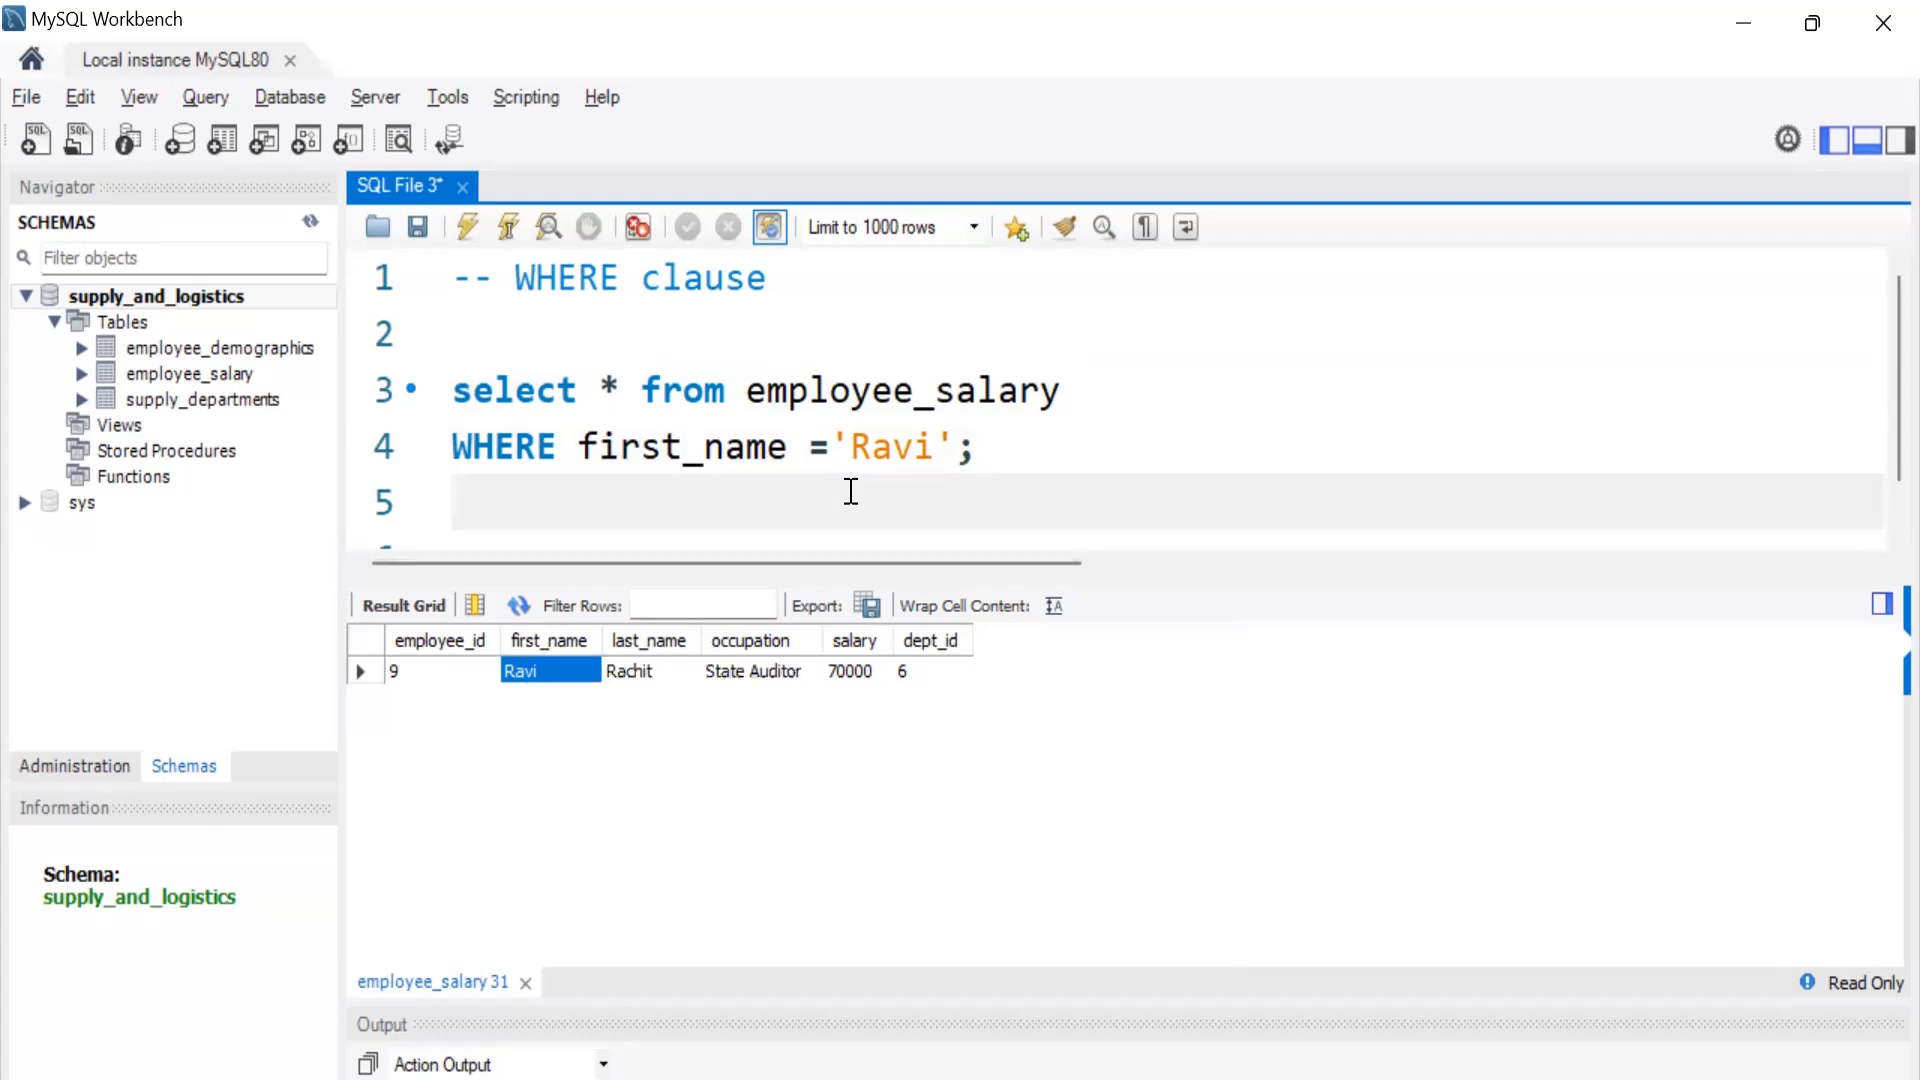 MySQL Workbench
Local instance MySQL80
File Edit View Query Database Server Tools Scripting Help
Navigator
SCHEMAS
Filter objects
supply_and_logistics
Tables
employee_demographics
employee_salary
supply_departments
Views
Stored Procedures
Functions
sys
Administration Schemas
Information
Schema:
supply_and_logistics
SQL File 3*
Limit to 1000 rows
1 -- WHERE clause
2
3 select * from employee_salary
4 WHERE first_name ='Ravi';
5
Result Grid Filter Rows: Export: Wrap Cell Content:
employee_id first_name last_name occupation salary dept_id
9 Ravi Rachit State Auditor 70000 6
employee_salary 31
Read Only
Output
Action Output